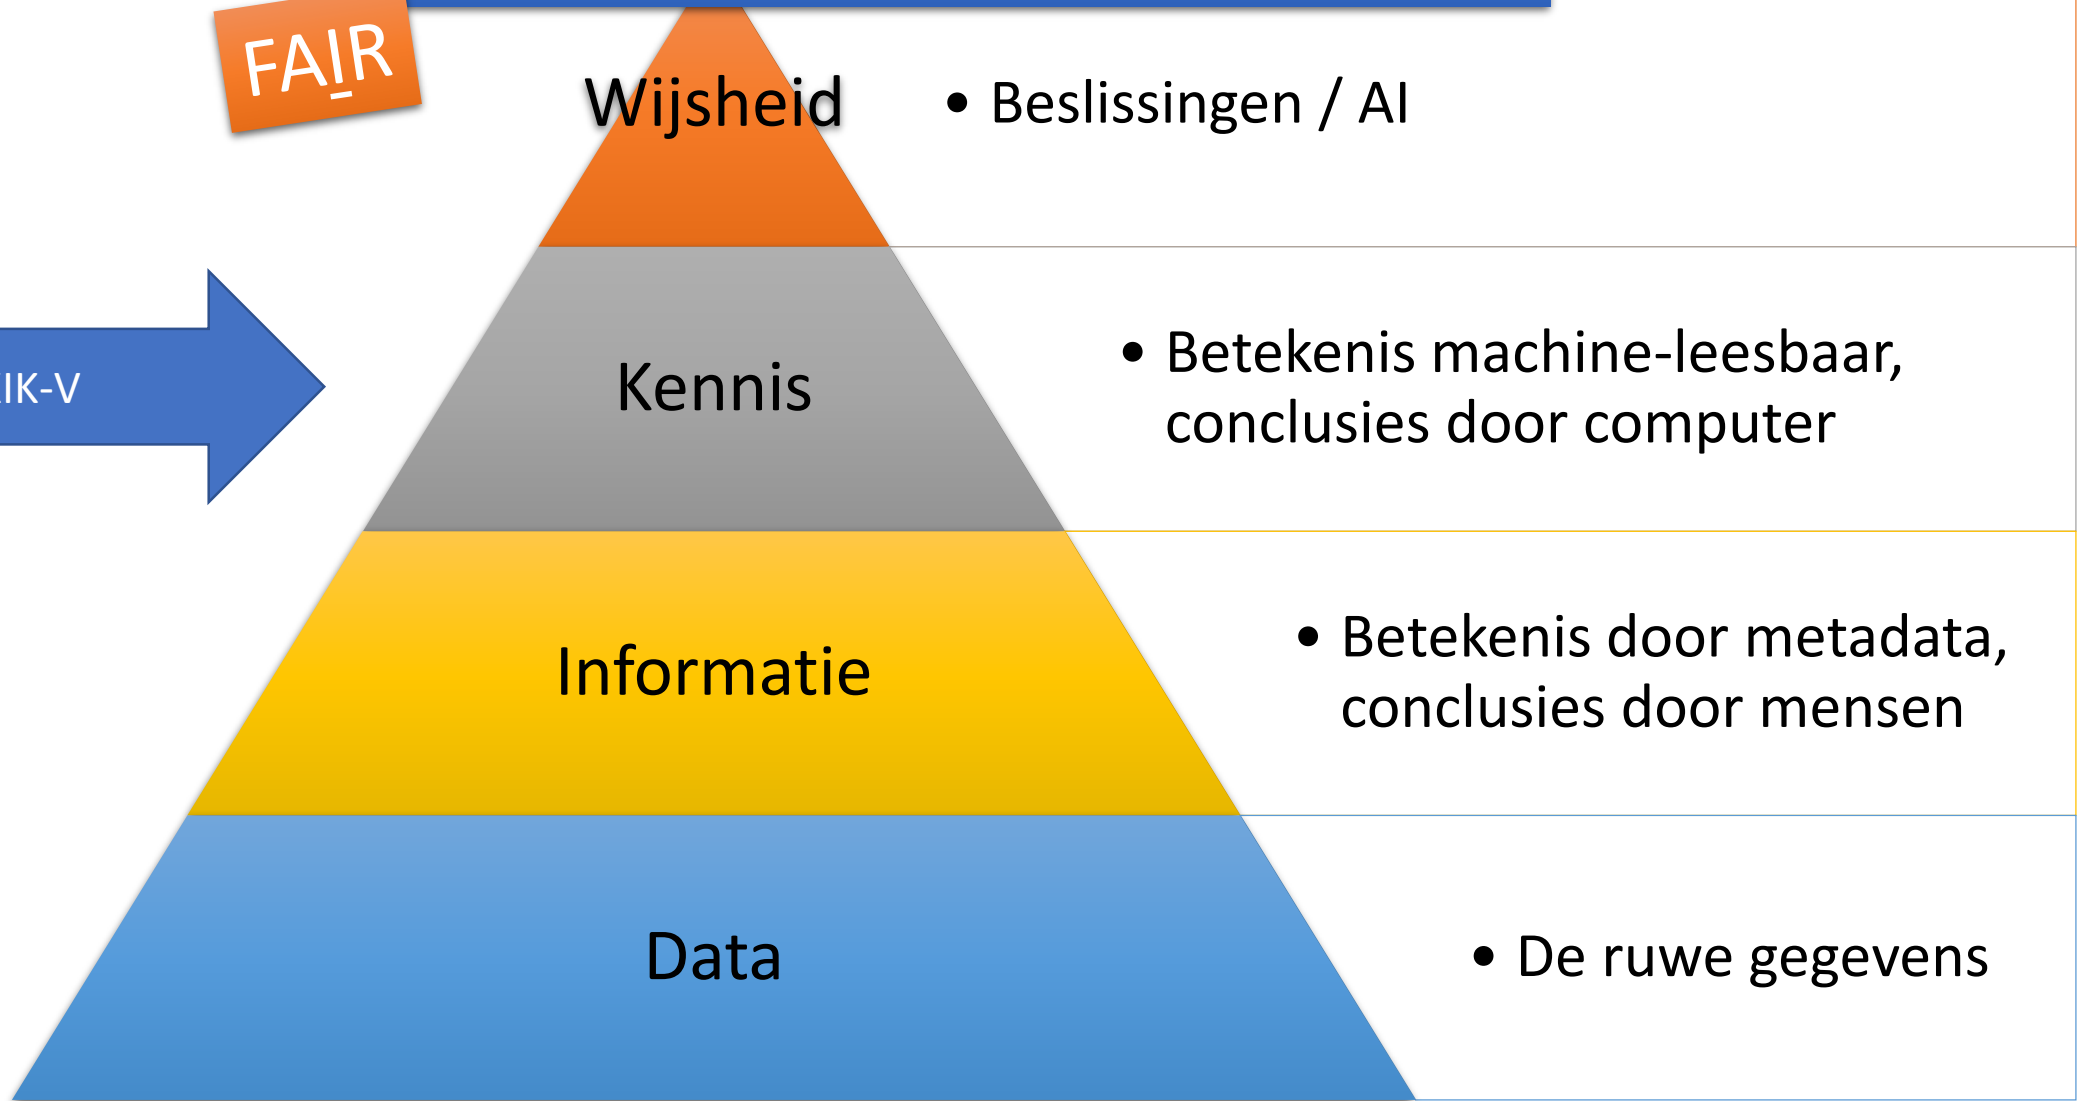 FAIR
Wijsheid
• Beslissingen / AI
Kennis
• Betekenis machine-leesbaar,
conclusies door computer
IK-V
Informatie
• Betekenis door metadata,
conclusies door mensen
Data
• De ruwe gegevens